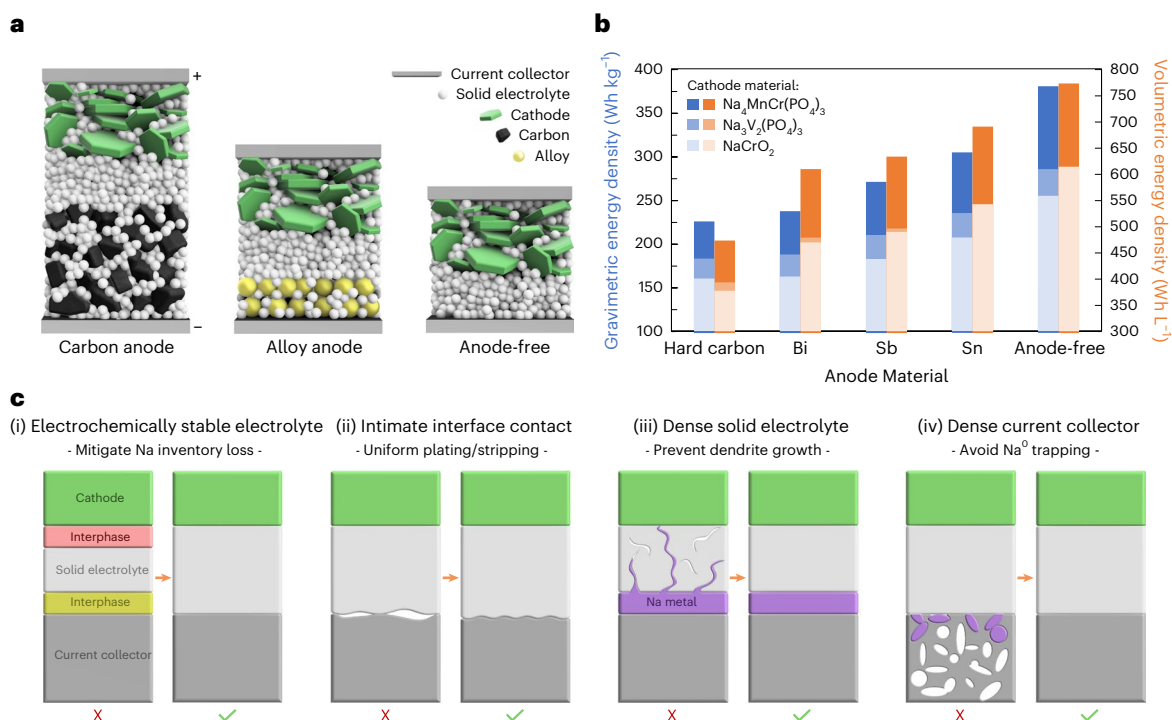 a
+
Current collector
Solid electrolyte
Cathode
Carbon
Alloy
−
Carbon anode
Alloy anode
Anode-free
b
Gravimetric energy density (Wh kg⁻¹)
400
350
300
250
200
150
100
Cathode material:
Na₄MnCr(PO₄)₃
Na₃V₂(PO₄)₃
NaCrO₂
800
750
700
650
600
550
500
450
400
350
300
Volumetric energy density (Wh L⁻¹)
Hard carbon
Bi
Sb
Sn
Anode-free
Anode Material
c
(i) Electrochemically stable electrolyte
- Mitigate Na inventory loss -
Cathode
Interphase
Solid electrolyte
Interphase
Current collector
X
✓
(ii) Intimate interface contact
- Uniform plating/stripping -
X
✓
(iii) Dense solid electrolyte
- Prevent dendrite growth -
Na metal
X
✓
(iv) Dense current collector
- Avoid Na⁰ trapping -
X
✓